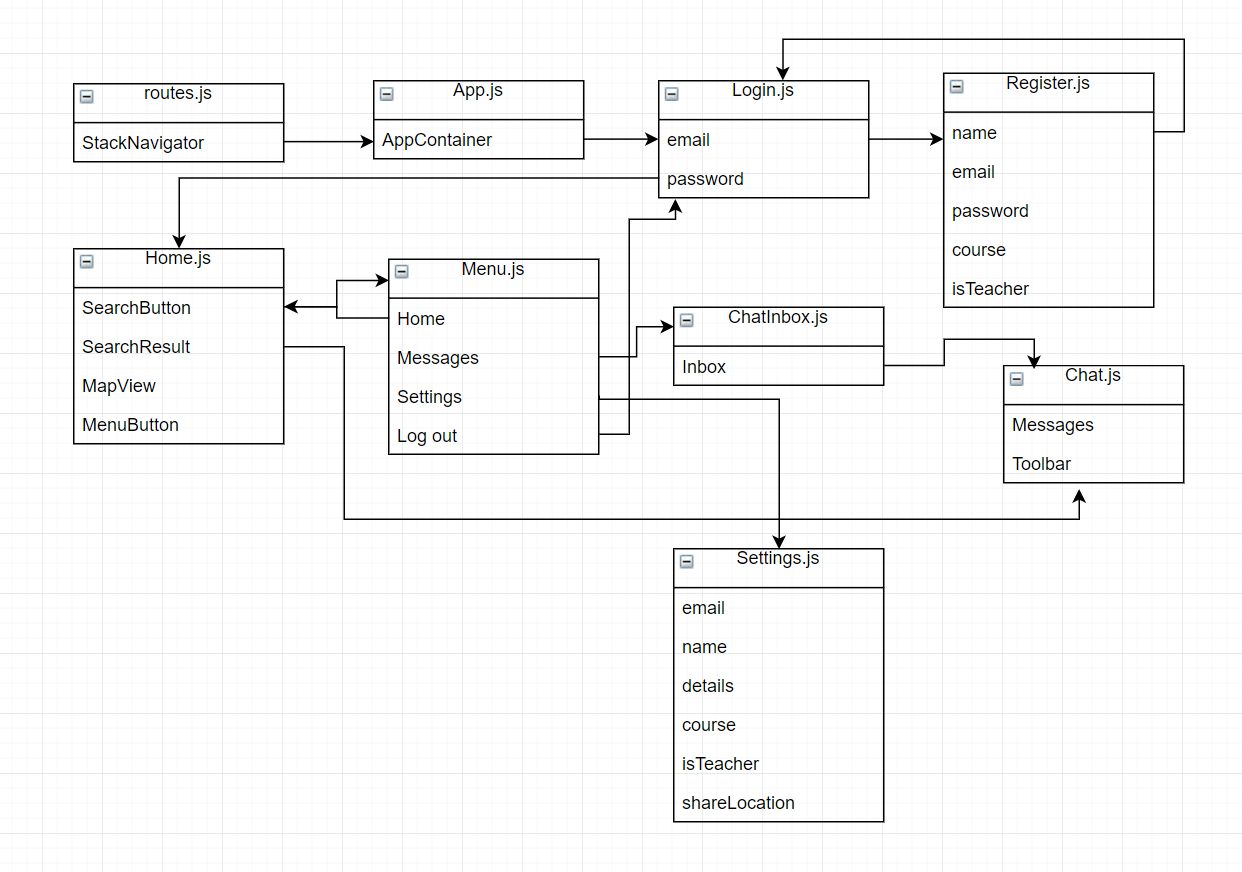 routes.js
StackNavigator
App.js
AppContainer
Login.js
email
password
Register.js
name
email
password
course
isTeacher
Home.js
SearchButton
SearchResult
MapView
MenuButton
Menu.js
Home
Messages
Settings
Log out
ChatInbox.js
Inbox
Chat.js
Messages
Toolbar
Settings.js
email
name
details
course
isTeacher
shareLocation